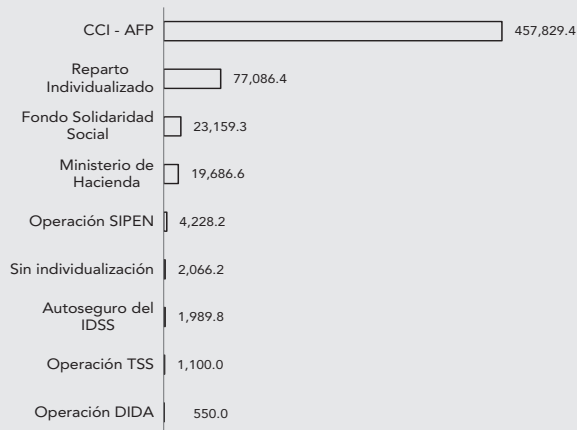 CCI - AFP
457,829.4
Reparto
Individualizado
77,086.4
Fondo Solidaridad
Social
23,159.3
Ministerio de
Hacienda
19,686.6
Operación SIPEN
4,228.2
Sin individualización
2,066.2
Autoseguro del
IDSS
1,989.8
Operación TSS
1,100.0
Operación DIDA
550.0